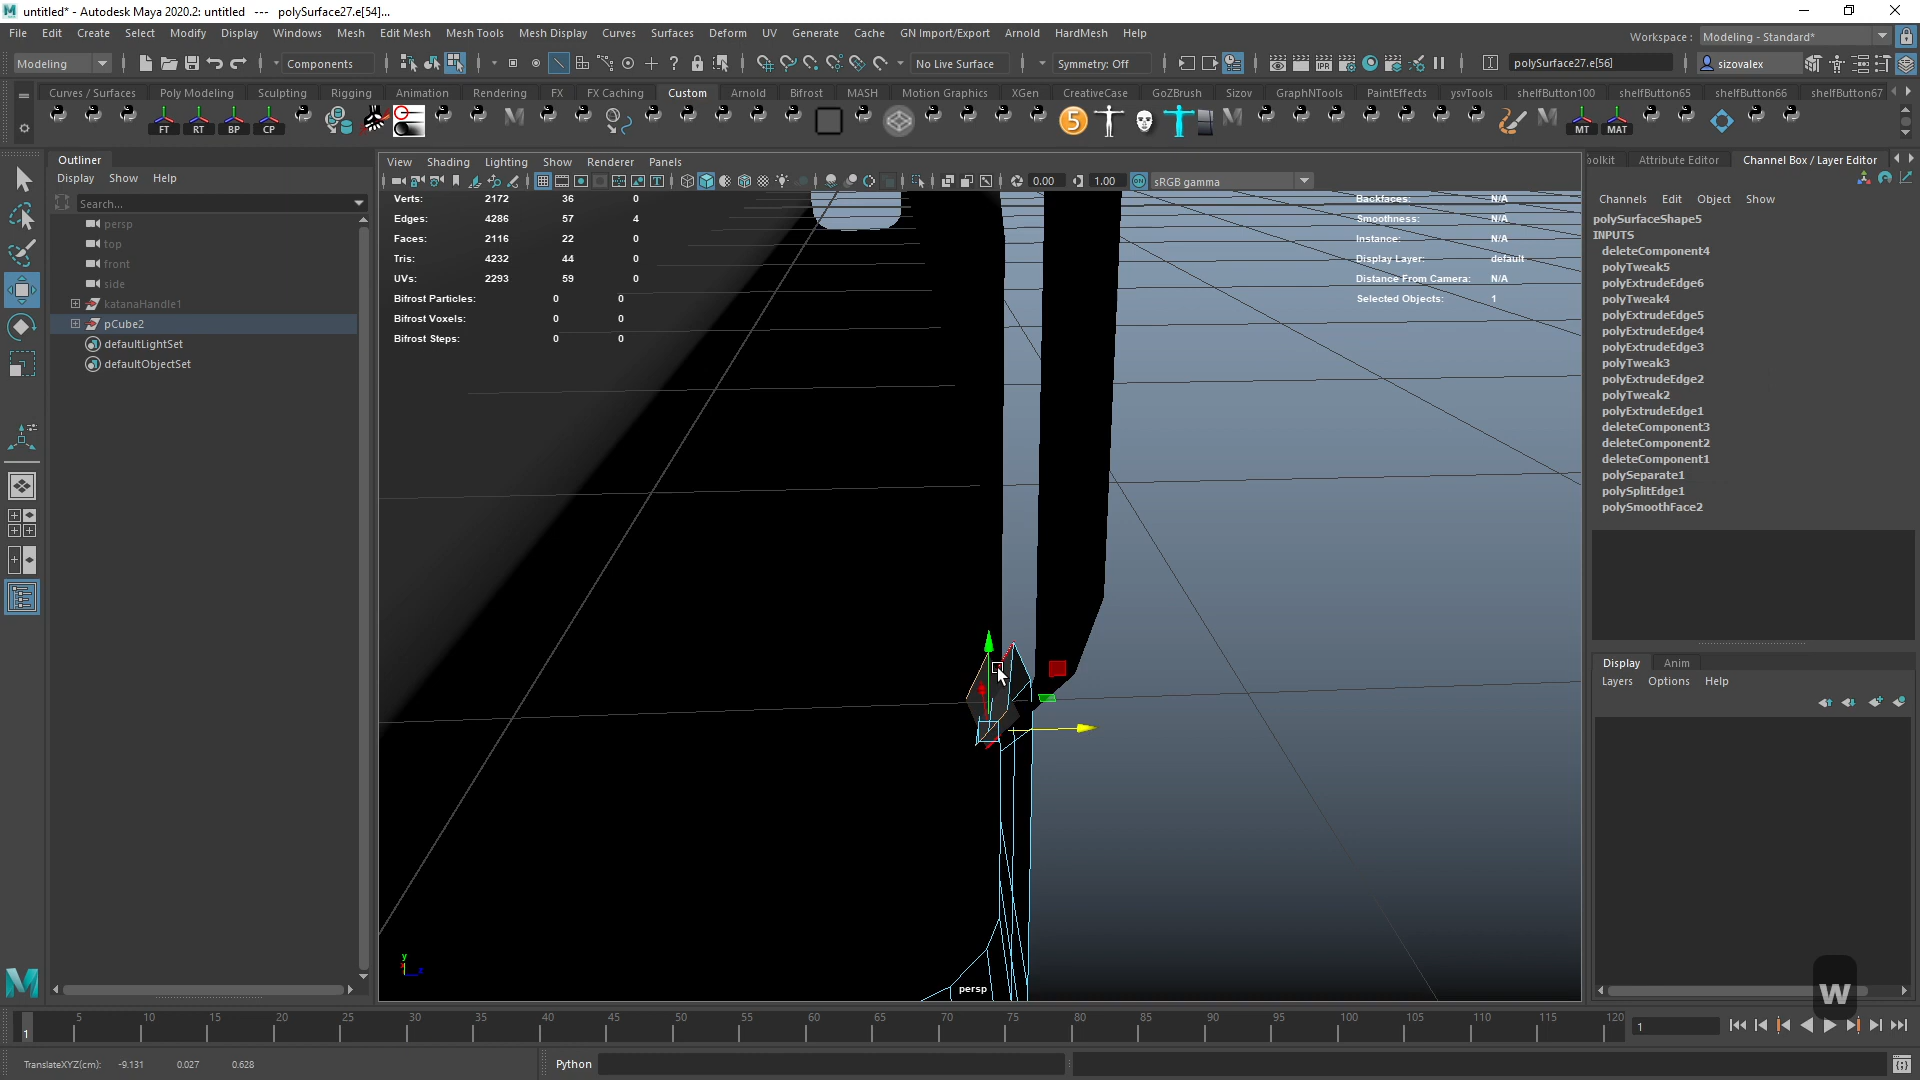 untitled* - Autodesk Maya 2020.2: untitled --- polySurface27.e[54]...
File Edit Create Select Modify Display Windows Mesh Edit Mesh Mesh Tools Mesh Display Curves Surfaces Deform UV Generate Cache GN Import/Export Arnold HardMesh Help
Workspace : Modeling - Standard*
Modeling Components No Live Surface Symmetry: Off polySurface27.e[56] sizovalex
Curves / Surfaces Poly Modeling Sculpting Rigging Animation Rendering FX FX Caching Custom Arnold Bifrost MASH Motion Graphics XGen CreativeCase GoZBrush Sizov GraphNTools PaintEffects ysvTools shelfButton100 shelfButton65 shelfButton66 shelfButton67
FT RT BP CP MT MAT
Outliner
Display Show Help
Search...
persp
top
front
side
katanaHandle1
pCube2
defaultLightSet
defaultObjectSet
View Shading Lighting Show Renderer Panels
0.00 1.00 ON sRGB gamma
Verts: 2172 36 0
Edges: 4286 57 4
Faces: 2116 22 0
Tris: 4232 44 0
UVs: 2293 59 0
Bifrost Particles: 0 0
Bifrost Voxels: 0 0
Bifrost Steps: 0 0
Backfaces: N/A
Smoothness: N/A
Instance: N/A
Display Layer: default
Distance From Camera: N/A
Selected Objects: 1
y
persp
oolkit Attribute Editor Channel Box / Layer Editor
Channels Edit Object Show
polySurfaceShape5
INPUTS
deleteComponent4
polyTweak5
polyExtrudeEdge6
polyTweak4
polyExtrudeEdge5
polyExtrudeEdge4
polyExtrudeEdge3
polyTweak3
polyExtrudeEdge2
polyTweak2
polyExtrudeEdge1
deleteComponent3
deleteComponent2
deleteComponent1
polySeparate1
polySplitEdge1
polySmoothFace2
Display Anim
Layers Options Help
W
5 10 15 20 25 30 35 40 45 50 55 60 65 70 75 80 85 90 95 100 105 110 115 120
1 1
TranslateXYZ(cm): -9.131 0.027 0.628
Python